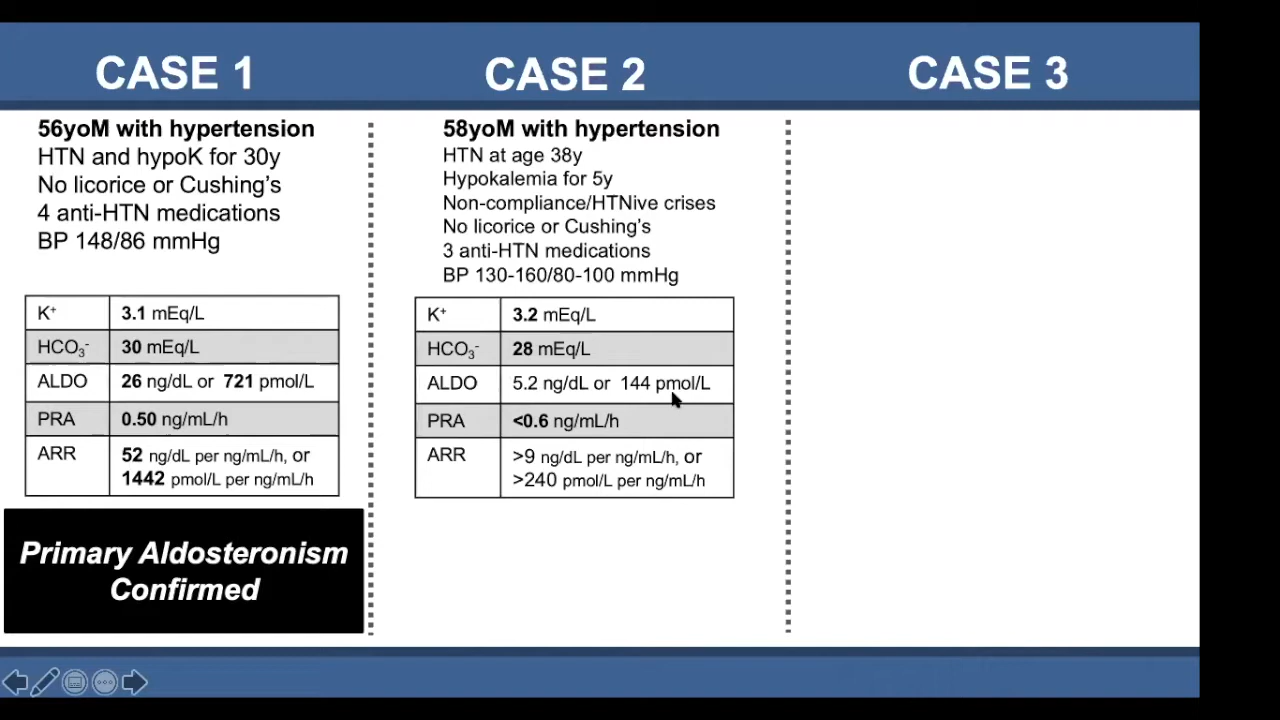 CASE 1
56yoM with hypertension
HTN and hypoK for 30y
No licorice or Cushing's
4 anti-HTN medications
BP 148/86 mmHg
K+ 3.1 mEq/L
HCO3- 30 mEq/L
ALDO 26 ng/dL or 721 pmol/L
PRA 0.50 ng/mL/h
ARR 52 ng/dL per ng/mL/h, or
1442 pmol/L per ng/mL/h
Primary Aldosteronism
Confirmed
CASE 2
58yoM with hypertension
HTN at age 38y
Hypokalemia for 5y
Non-compliance/HTNive crises
No licorice or Cushing's
3 anti-HTN medications
BP 130-160/80-100 mmHg
K+ 3.2 mEq/L
HCO3- 28 mEq/L
ALDO 5.2 ng/dL or 144 pmol/L
PRA <0.6 ng/mL/h
ARR >9 ng/dL per ng/mL/h, or
>240 pmol/L per ng/mL/h
CASE 3